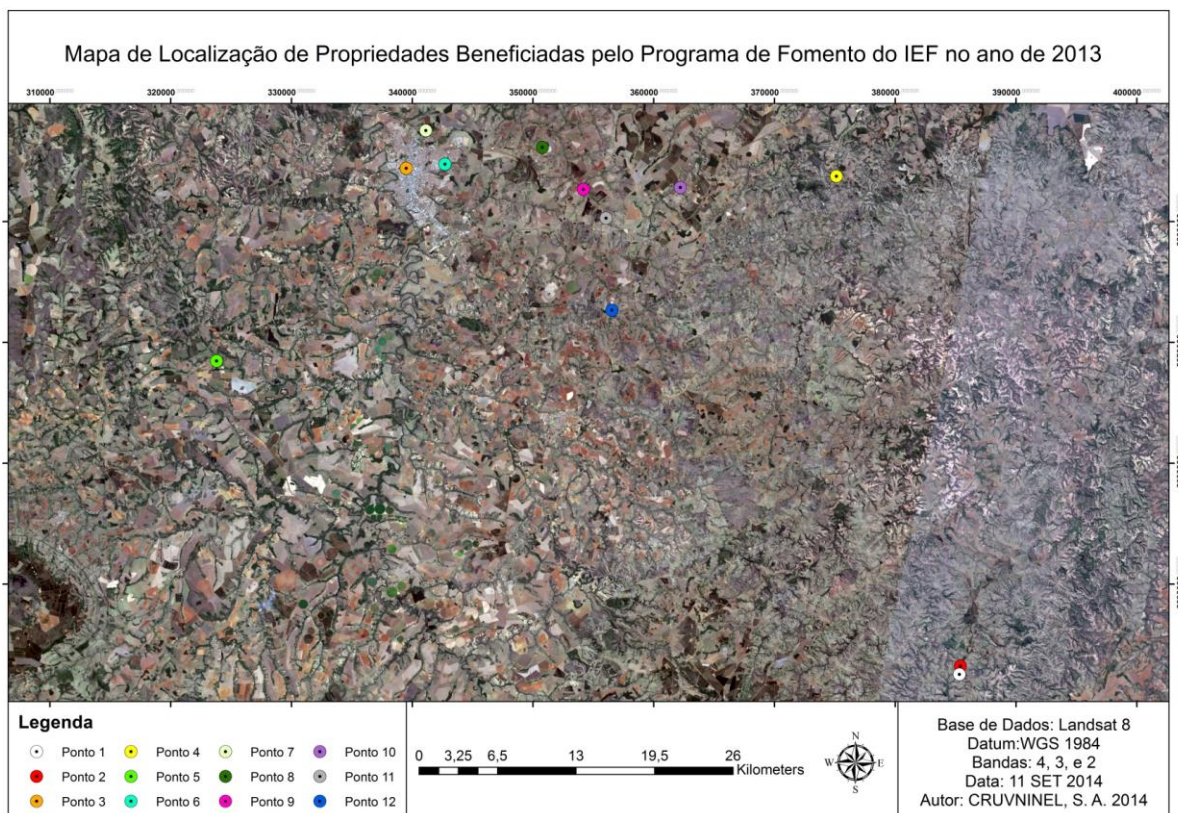 Mapa de Localização de Propriedades Beneficiadas pelo Programa de Fomento do IEF no ano de 2013
310000 320000 330000 340000 350000 360000 370000 380000 390000 400000
Legenda
Ponto 1 Ponto 4 Ponto 7 Ponto 10
Ponto 2 Ponto 5 Ponto 8 Ponto 11
Ponto 3 Ponto 6 Ponto 9 Ponto 12
0 3,25 6,5 13 19,5 26
Kilometers
N
W E
S
Base de Dados: Landsat 8
Datum:WGS 1984
Bandas: 4, 3, e 2
Data: 11 SET 2014
Autor: CRUVNINEL, S. A. 2014